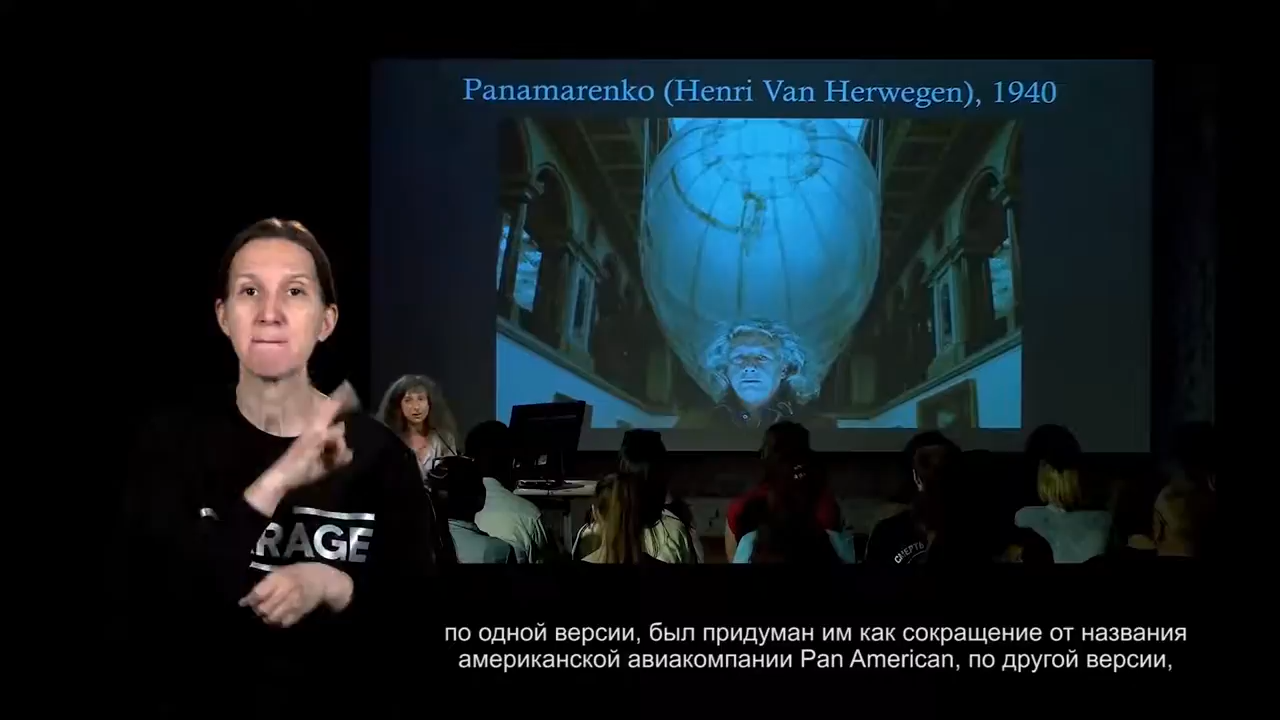 Panamarenko (Henri Van Herwegen), 1940
RAGE
СМЕРТЬ
по одной версии, был придуман им как сокращение от названия
американской авиакомпании Pan American, по другой версии,